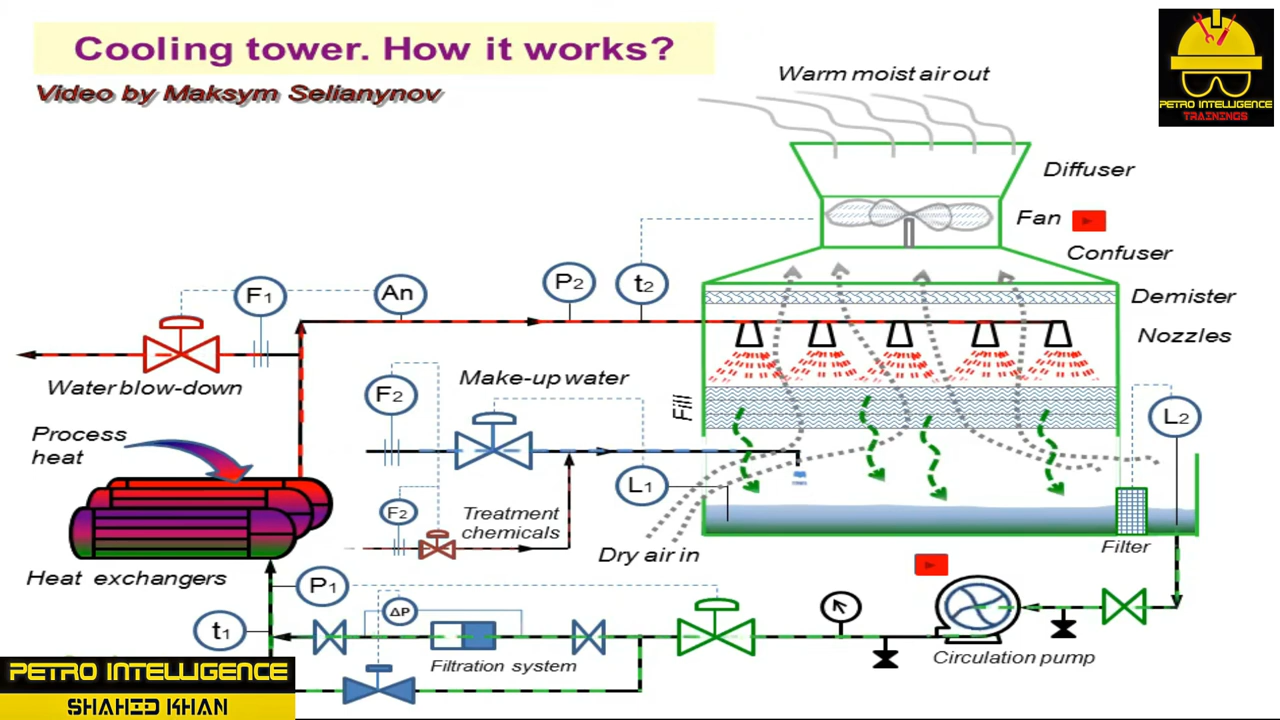 Cooling tower. How it works?
Video by Maksym Selianynov
PETRO INTELLIGENCE
TRAININGS
Warm moist air out
Diffuser
Fan
Confuser
Demister
Nozzles
Fill
F1
An
P2
t2
Water blow-down
Process
heat
Heat exchangers
F2
Make-up water
L1
L2
F2
Treatment
chemicals
Dry air in
Filter
P1
ΔP
t1
Filtration system
Circulation pump
PETRO INTELLIGENCE
SHAHID KHAN